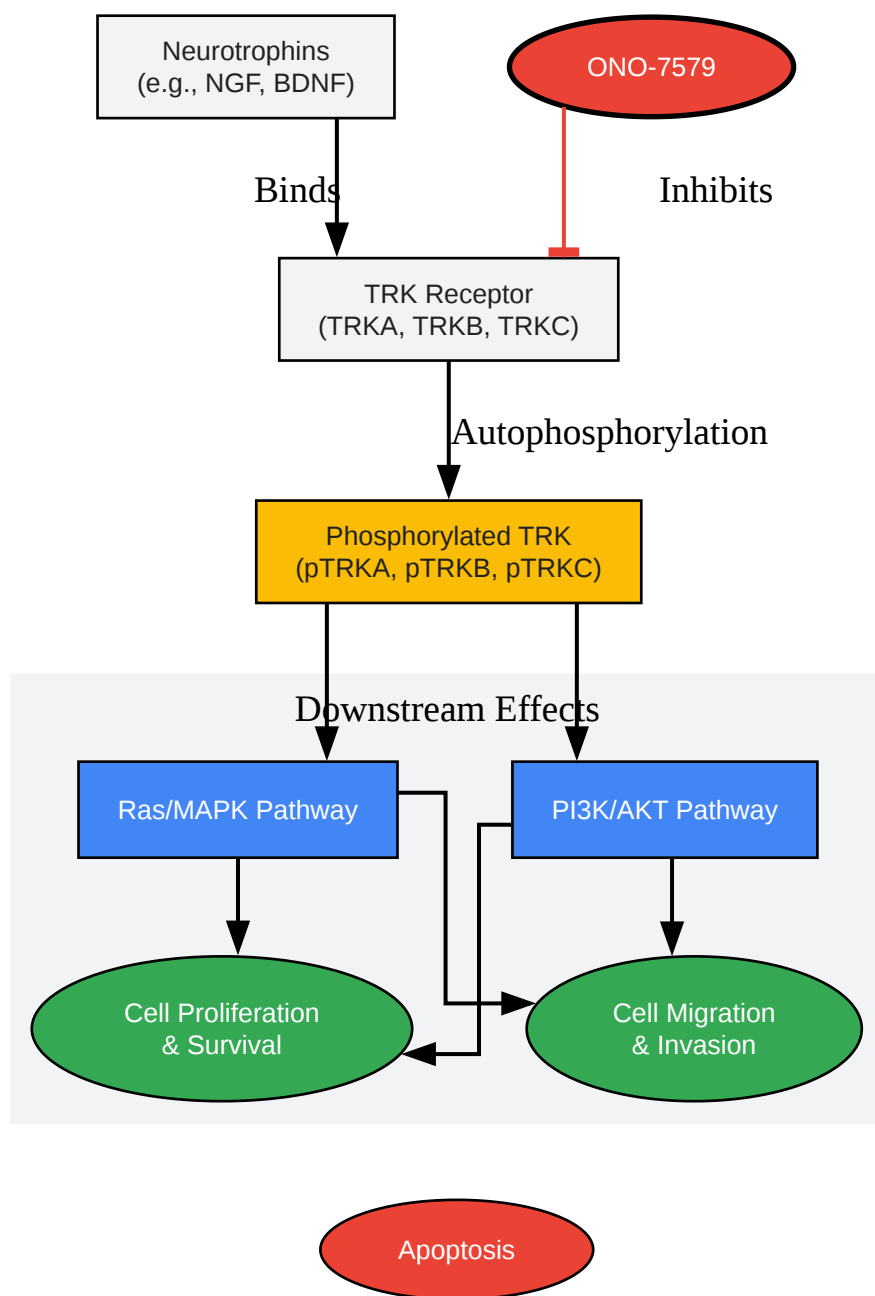 Neurotrophins
(e.g., NGF, BDNF)
ONO-7579
Binds
Inhibits
TRK Receptor
(TRKA, TRKB, TRKC)
Autophosphorylation
Phosphorylated TRK
(pTRKA, pTRKB, pTRKC)
Downstream Effects
Ras/MAPK Pathway
PI3K/AKT Pathway
Cell Proliferation
& Survival
Cell Migration
& Invasion
Apoptosis